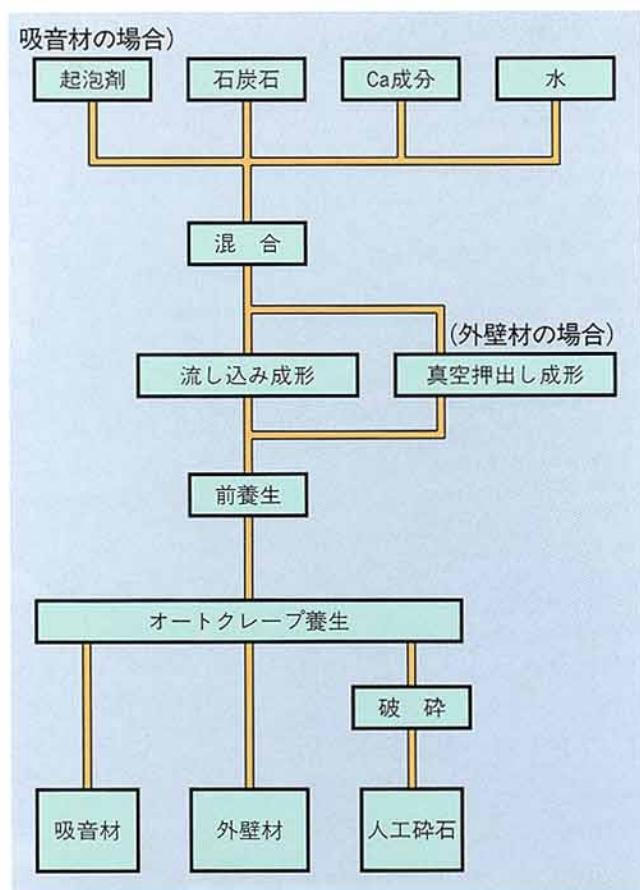 吸音材の場合)
起泡剤
石炭石
Ca成分
水
混 合
(外壁材の場合)
流し込み成形
真空押出し成形
前養生
オートクレープ養生
破 砕
吸音材
外壁材
人工砕石